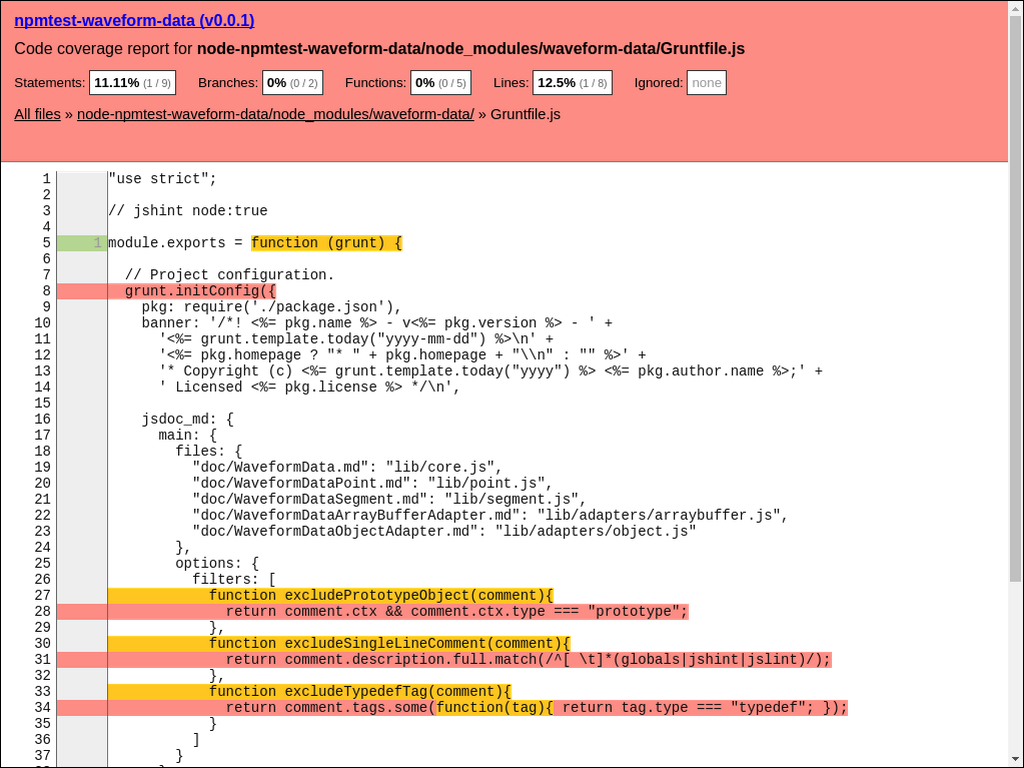 npmtest-waveform-data (v0.0.1)
Code coverage report for node-npmtest-waveform-data/node_modules/waveform-data/Gruntfile.js
Statements: 11.11% (1 / 9) Branches: 0% (0 / 2) Functions: 0% (0 / 5) Lines: 12.5% (1 / 8) Ignored: none
All files » node-npmtest-waveform-data/node_modules/waveform-data/ » Gruntfile.js
1 "use strict";
2
3 // jshint node:true
4
5 1 module.exports = function (grunt) {
6
7   // Project configuration.
8   grunt.initConfig({
9     pkg: require('./package.json'),
10     banner: '/*! <%= pkg.name %> - v<%= pkg.version %> - ' +
11       '<%= grunt.template.today("yyyy-mm-dd") %>\n' +
12       '<%= pkg.homepage ? "* " + pkg.homepage + "\\n" : "" %>' +
13       '* Copyright (c) <%= grunt.template.today("yyyy") %> <%= pkg.author.name %>;' +
14       ' Licensed <%= pkg.license %> */\n',
15
16     jsdoc_md: {
17       main: {
18         files: {
19           "doc/WaveformData.md": "lib/core.js",
20           "doc/WaveformDataPoint.md": "lib/point.js",
21           "doc/WaveformDataSegment.md": "lib/segment.js",
22           "doc/WaveformDataArrayBufferAdapter.md": "lib/adapters/arraybuffer.js",
23           "doc/WaveformDataObjectAdapter.md": "lib/adapters/object.js"
24         },
25         options: {
26           filters: [
27             function excludePrototypeObject(comment){
28               return comment.ctx && comment.ctx.type === "prototype";
29             },
30             function excludeSingleLineComment(comment){
31               return comment.description.full.match(/^[ \t]*(globals|jshint|jslint)/);
32             },
33             function excludeTypedefTag(comment){
34               return comment.tags.some(function(tag){ return tag.type === "typedef"; });
35             }
36           ]
37         }